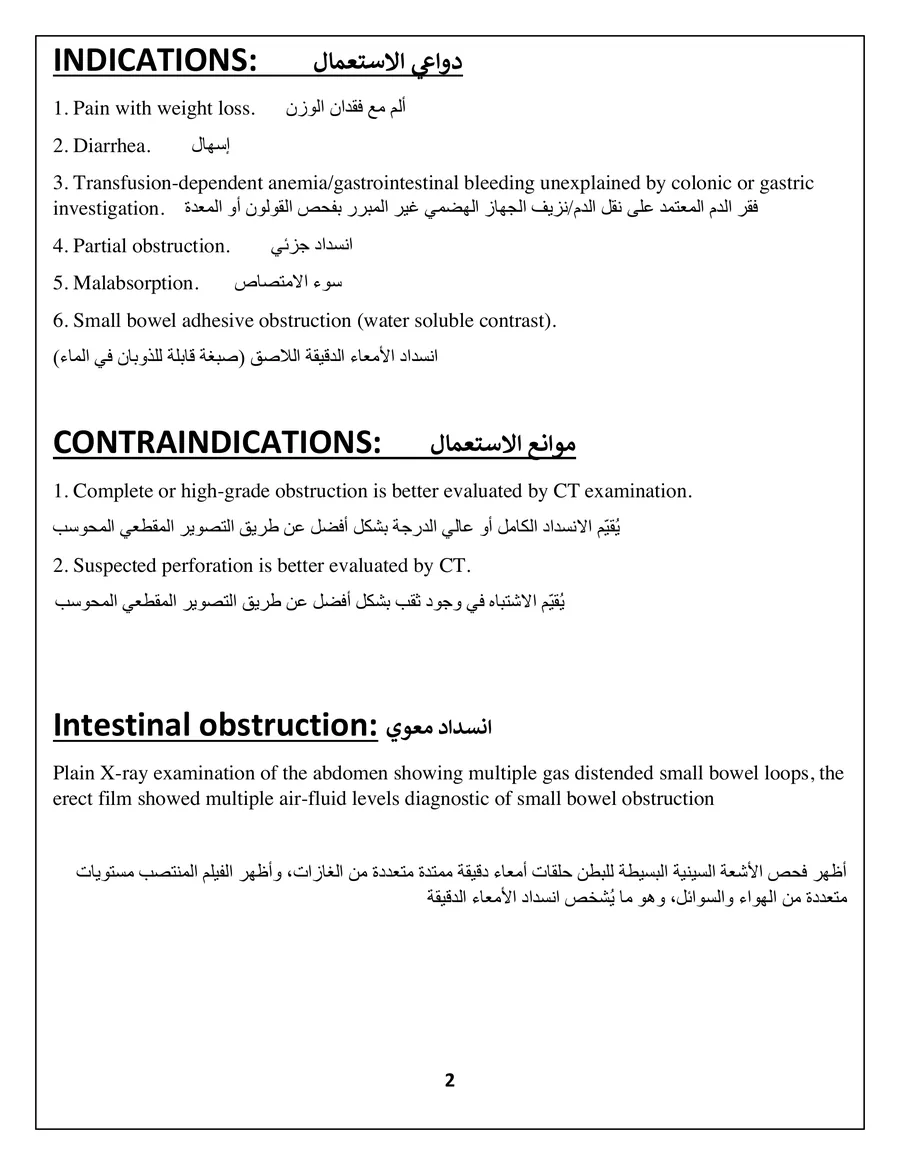 INDICATIONS: دواعي الاستعمال
1. Pain with weight loss. ألم مع فقدان الوزن
2. Diarrhea. إسهال
3. Transfusion-dependent anemia/gastrointestinal bleeding unexplained by colonic or gastric
investigation. فقر الدم المعتمد على نقل الدم/نزيف الجهاز الهضمي غير المبرر بفحص القولون أو المعدة
4. Partial obstruction. انسداد جزئي
5. Malabsorption. سوء الامتصاص
6. Small bowel adhesive obstruction (water soluble contrast).
انسداد الأمعاء الدقيقة اللاصق (صبغة قابلة للذوبان في الماء)
CONTRAINDICATIONS: موانع الاستعمال
1. Complete or high-grade obstruction is better evaluated by CT examination.
يُقيّم الانسداد الكامل أو عالي الدرجة بشكل أفضل عن طريق التصوير المقطعي المحوسب
2. Suspected perforation is better evaluated by CT.
يُقيّم الاشتباه في وجود ثقب بشكل أفضل عن طريق التصوير المقطعي المحوسب
Intestinal obstruction: انسداد معوي
Plain X-ray examination of the abdomen showing multiple gas distended small bowel loops, the
erect film showed multiple air-fluid levels diagnostic of small bowel obstruction
أظهر فحص الأشعة السينية البسيطة للبطن حلقات أمعاء دقيقة ممتدة متعددة من الغازات، وأظهر الفيلم المنتصب مستويات
متعددة من الهواء والسوائل، وهو ما يُشخص انسداد الأمعاء الدقيقة
2